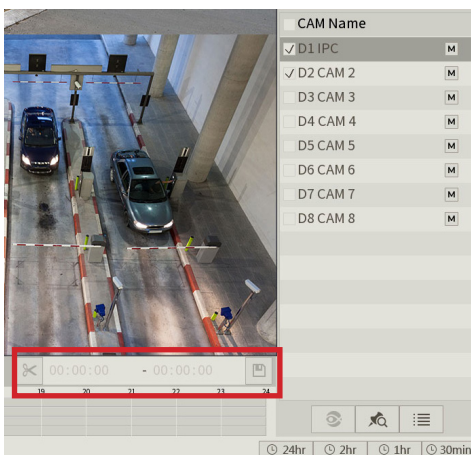 CAM Name
D1 IPC M
D2 CAM 2 M
D3 CAM 3 M
D4 CAM 4 M
D5 CAM 5 M
D6 CAM 6 M
D7 CAM 7 M
D8 CAM 8 M
00:00:00 - 00:00:00
19 20 21 22 23 24
24hr 2hr 1hr 30min